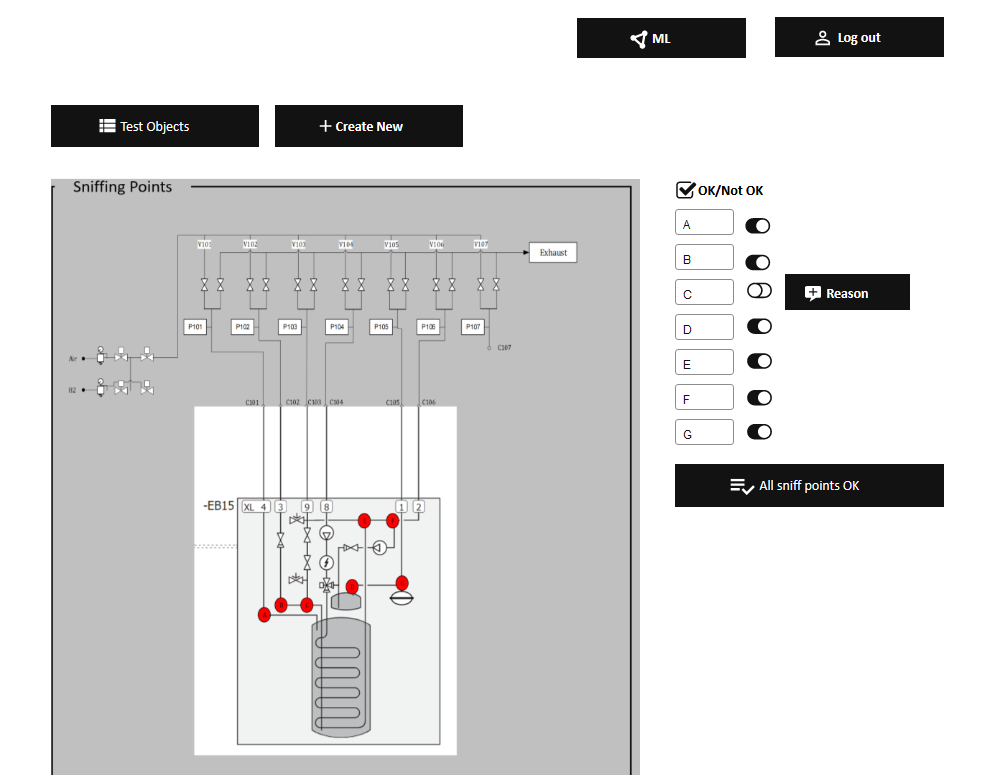 ML
Log out
Test Objects
Create New
Sniffing Points
OK/Not OK
V101 V102 V103 V104 V105 V106 V107
A
B
Exhaust
C
Reason
P101 P102 P103 P104 P105 P106 P107
D
C107
Air
E
H2
F
C101 C102 C103 C104 C105 C106
G
All sniff points OK
-EB15 XL 4 3 9 8 1 2